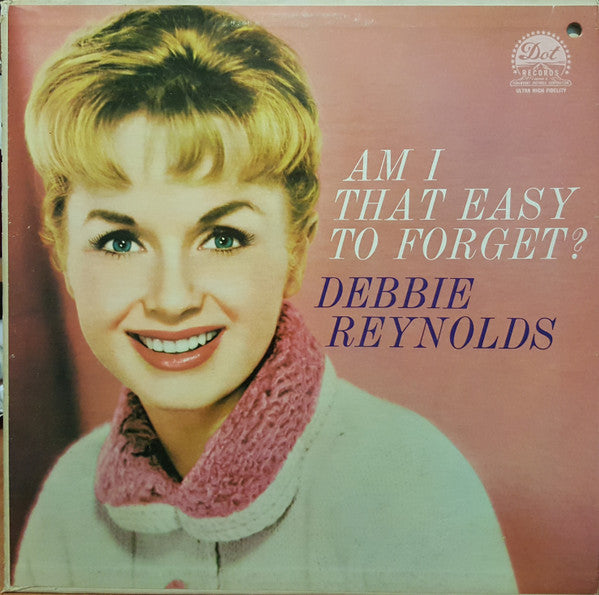 Dot
RECORDS
ULTRA HIGH FIDELITY
AM I
THAT EASY
TO FORGET?
DEBBIE
REYNOLDS